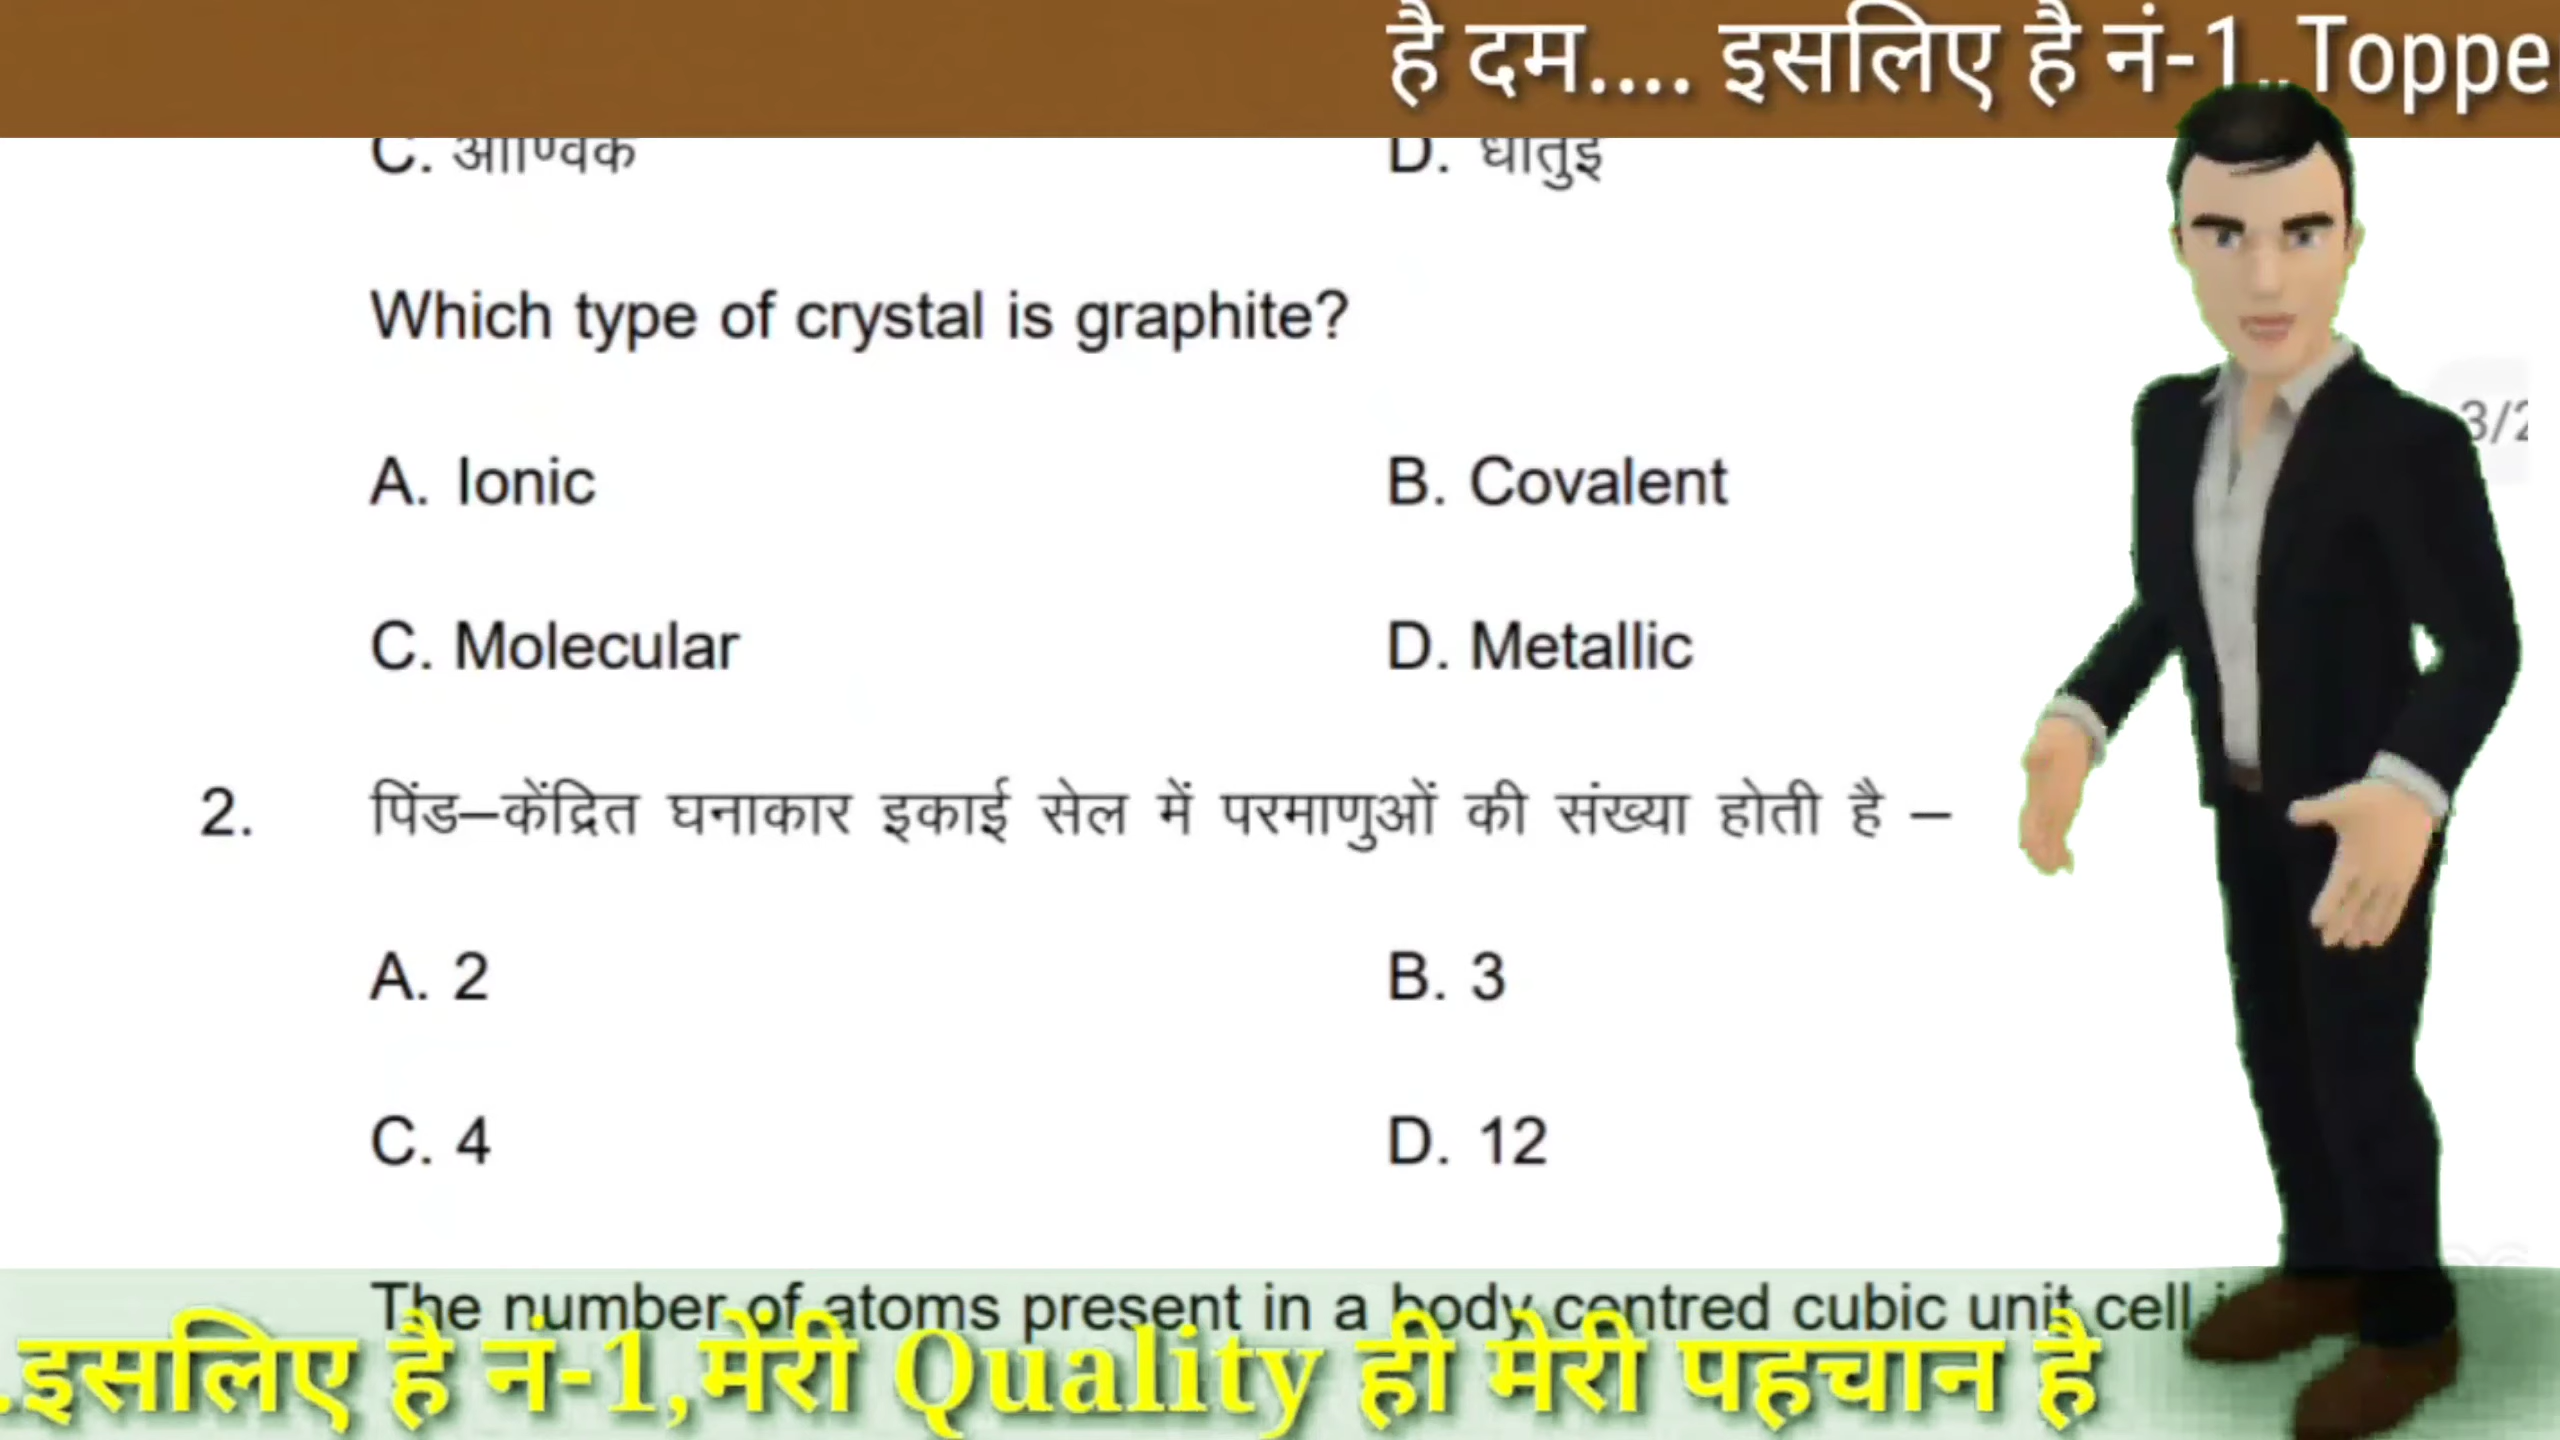 है दम.... इसलिए है नं-1..Toppe
C. आण्विक D. धातुई
Which type of crystal is graphite?
3/2
A. Ionic B. Covalent
C. Molecular D. Metallic
2. पिंड–केंद्रित घनाकार इकाई सेल में परमाणुओं की संख्या होती है –
A. 2 B. 3
C. 4 D. 12
The number of atoms present in a body centred cubic unit cell
.इसलिए है नं-1,मेरी Quality ही मेरी पहचान है